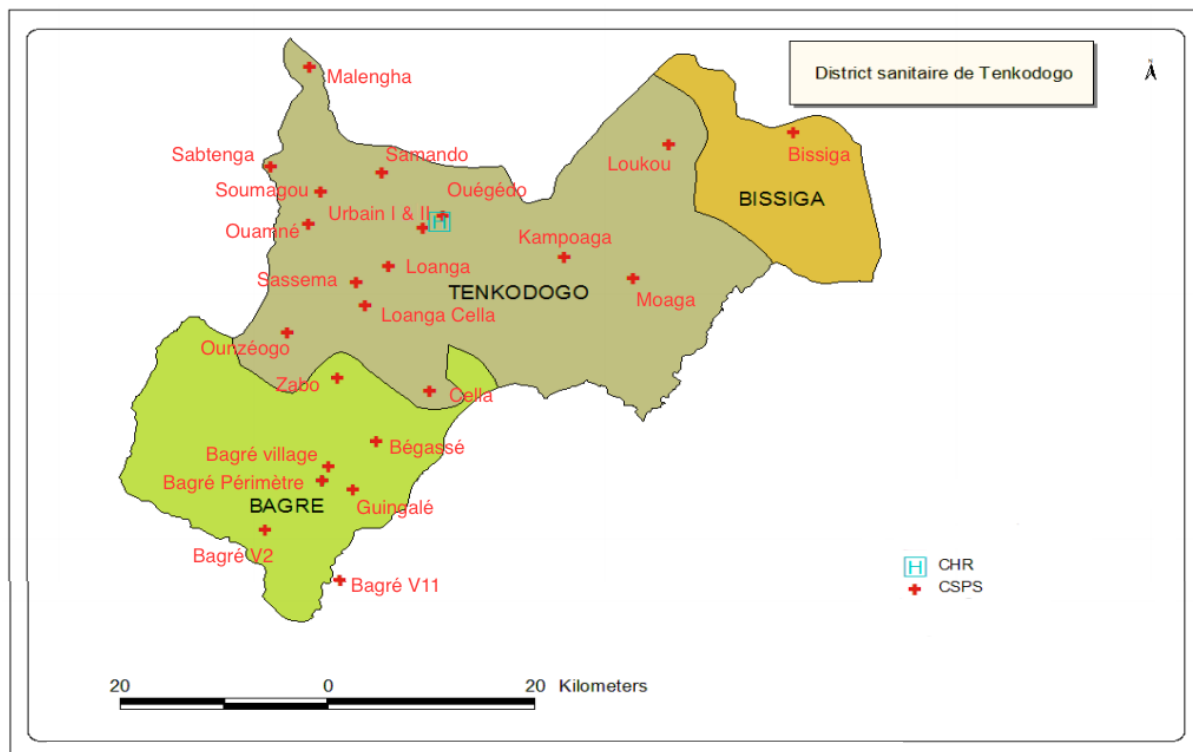 District sanitaire de Tenkodogo
N
Malengha
Sabtenga
Samando
Loukou
Bissiga
Soumagou
Ouégédo
BISSIGA
Urbain I & II
H
Ouamné
Kampoaga
Loanga
Sassema
TENKODOGO
Moaga
Loanga Cella
Ounzéogo
Zabo
Cella
Bégassé
Bagré village
Bagré Périmètre
BAGRE
Guingalé
Bagré V2
Bagré V11
H CHR
CSPS
20 0 20 Kilometers